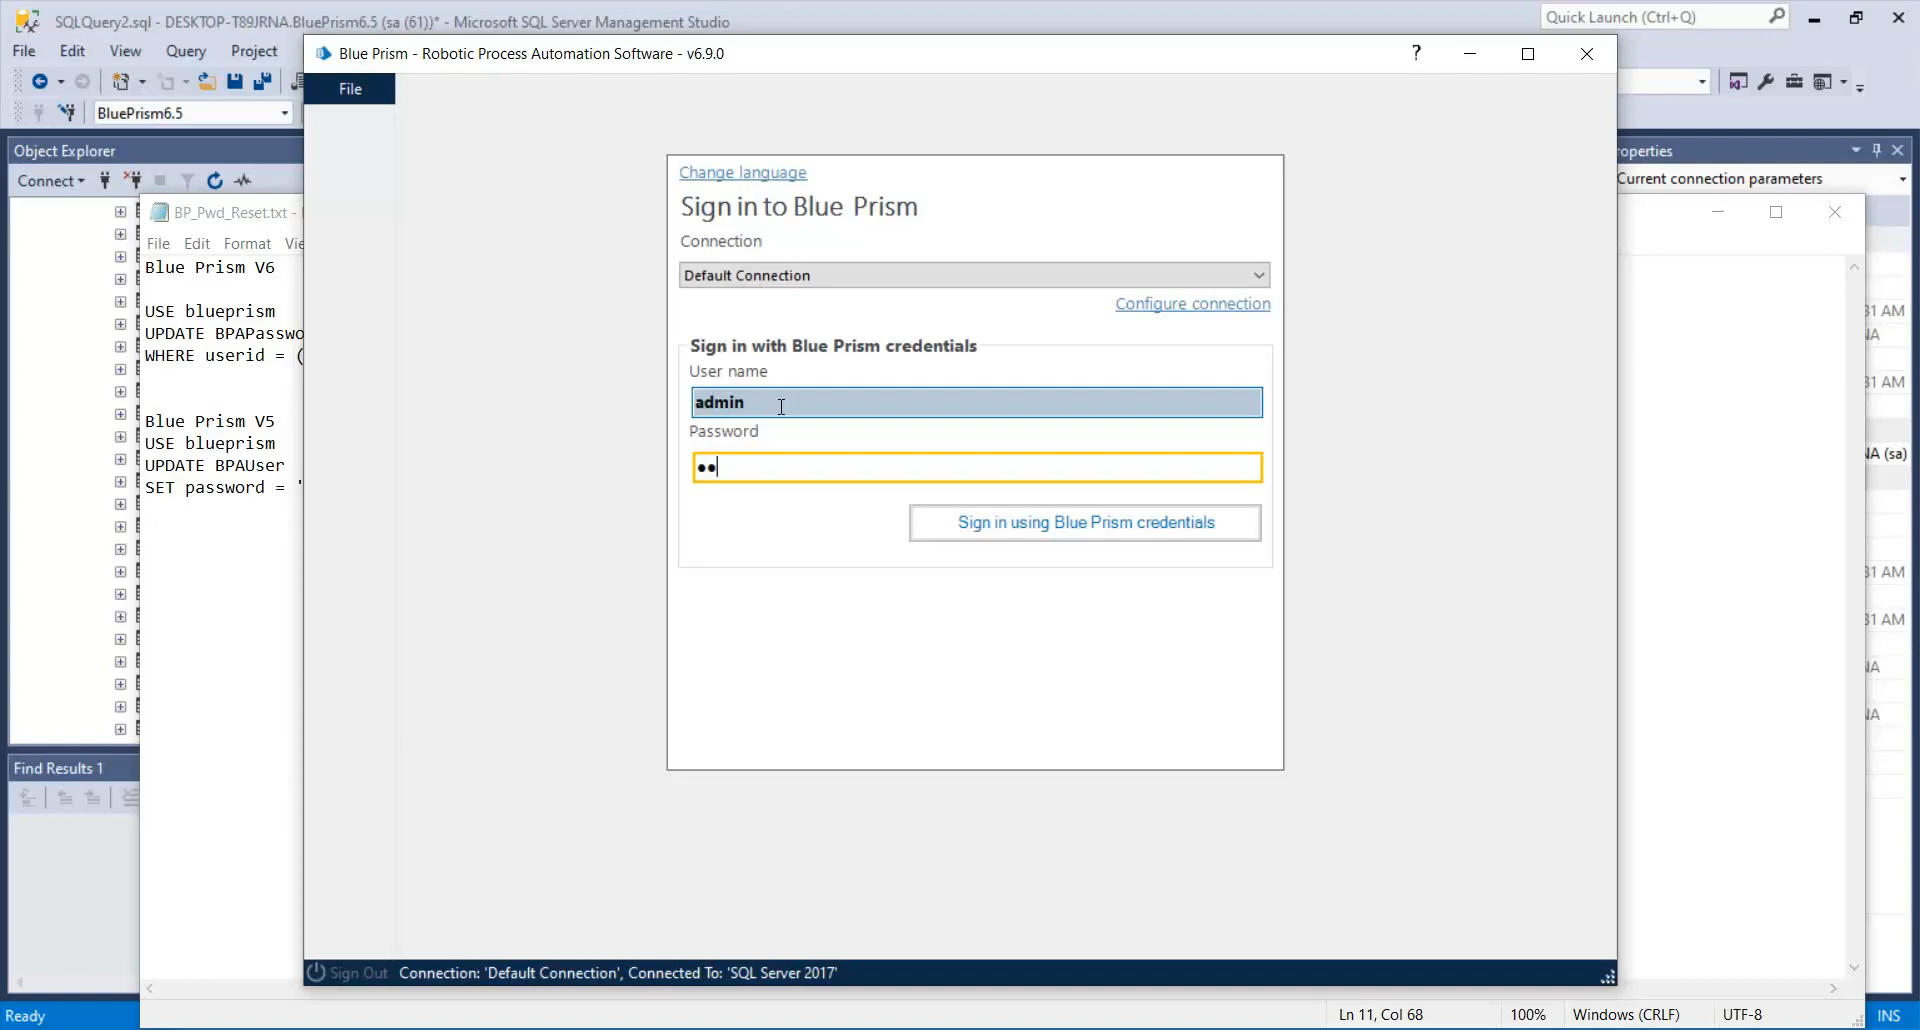 SQLQuery2.sql - DESKTOP-T89JRNA.BluePrism6.5 (sa (61))* - Microsoft SQL Server Management Studio
Quick Launch (Ctrl+Q)
File Edit View Query Project
BluePrism6.5
Object Explorer
Connect
BP_Pwd_Reset.txt -
File Edit Format
Blue Prism V6
USE blueprism
UPDATE BPAPasswo
WHERE userid = (
Blue Prism V5
USE blueprism
UPDATE BPAUser
SET password = '
Find Results 1
Blue Prism - Robotic Process Automation Software - v6.9.0
?
File
Change language
Sign in to Blue Prism
Connection
Default Connection
Configure connection
Sign in with Blue Prism credentials
User name
admin
Password
Sign in using Blue Prism credentials
Sign Out Connection: 'Default Connection', Connected To: 'SQL Server 2017'
roperties
Current connection parameters
31 AM
NA
31 AM
NA (sa)
31 AM
31 AM
NA
NA
Ln 11, Col 68 100% Windows (CRLF) UTF-8
Ready
INS